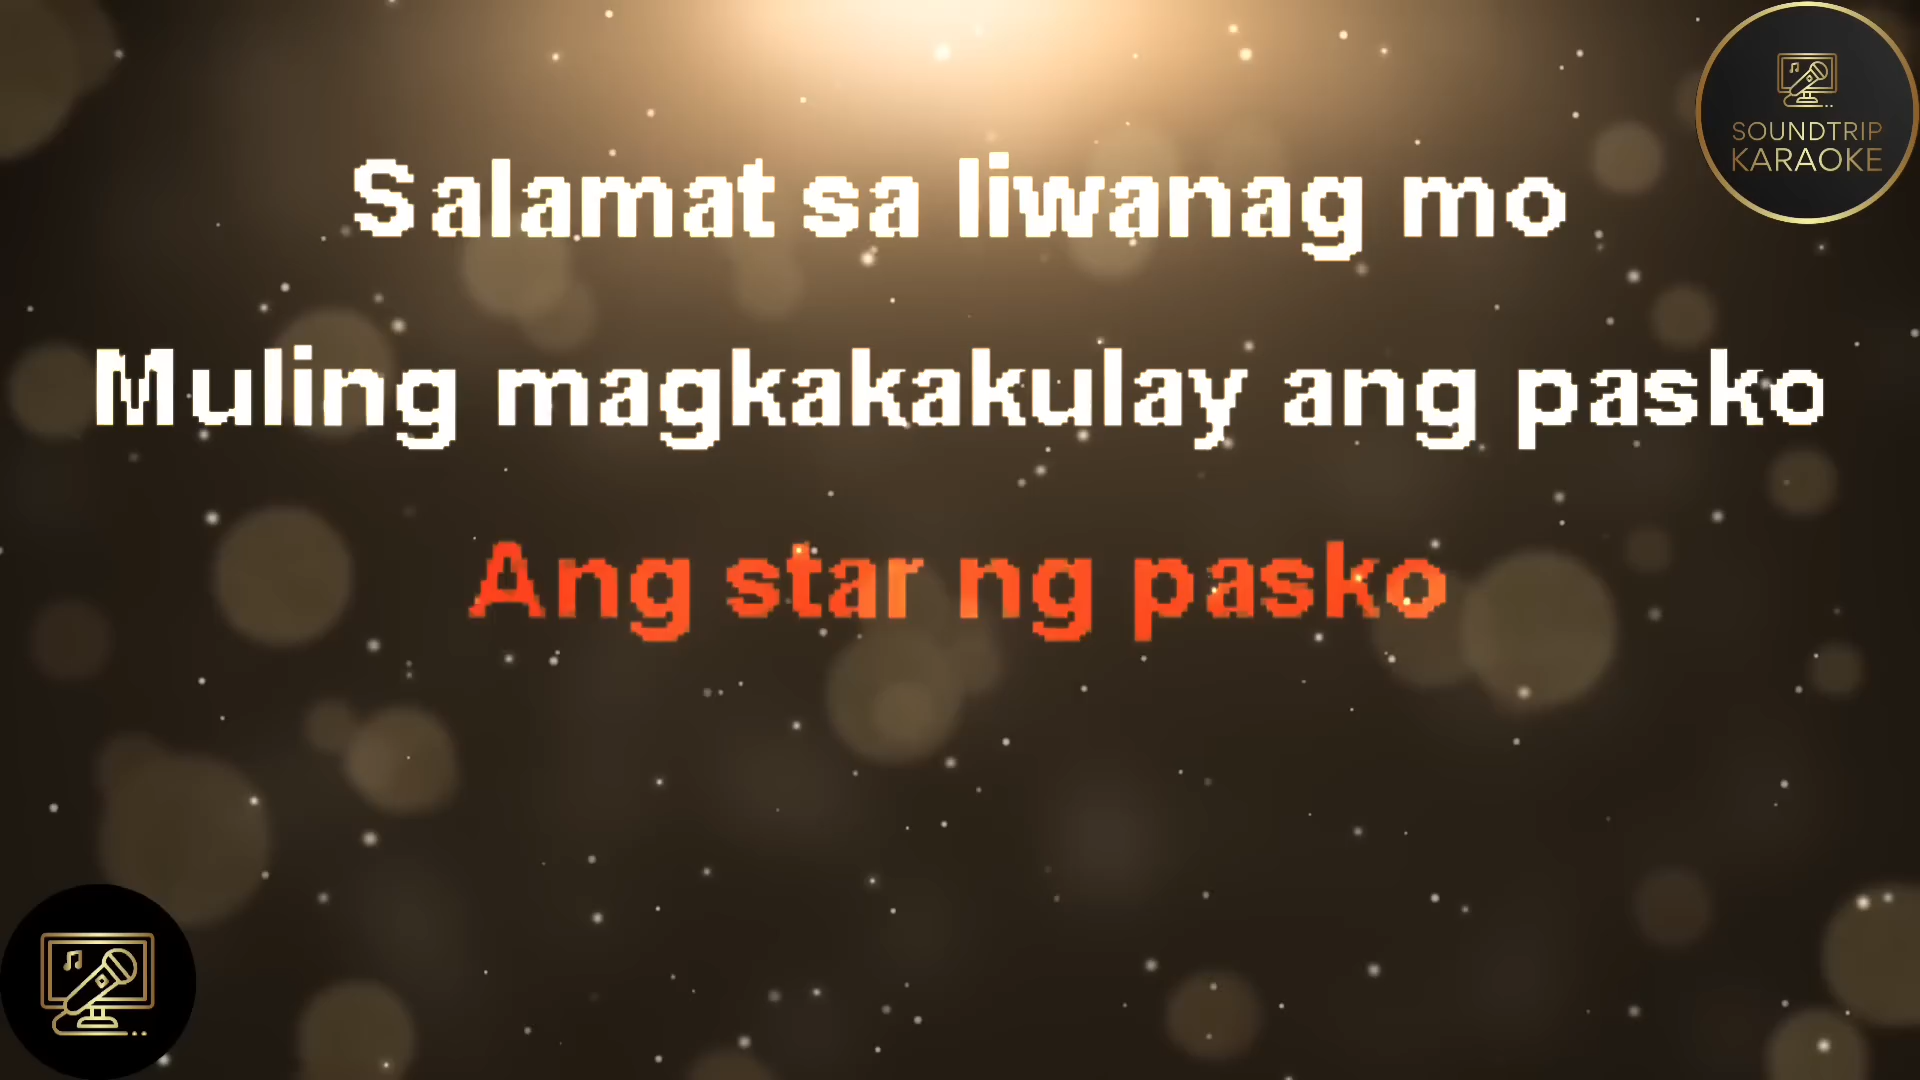 SOUNDTRIP
KARAOKE
Salamat sa liwanag mo
Muling magkakakulay ang pasko
Ang star ng pasko